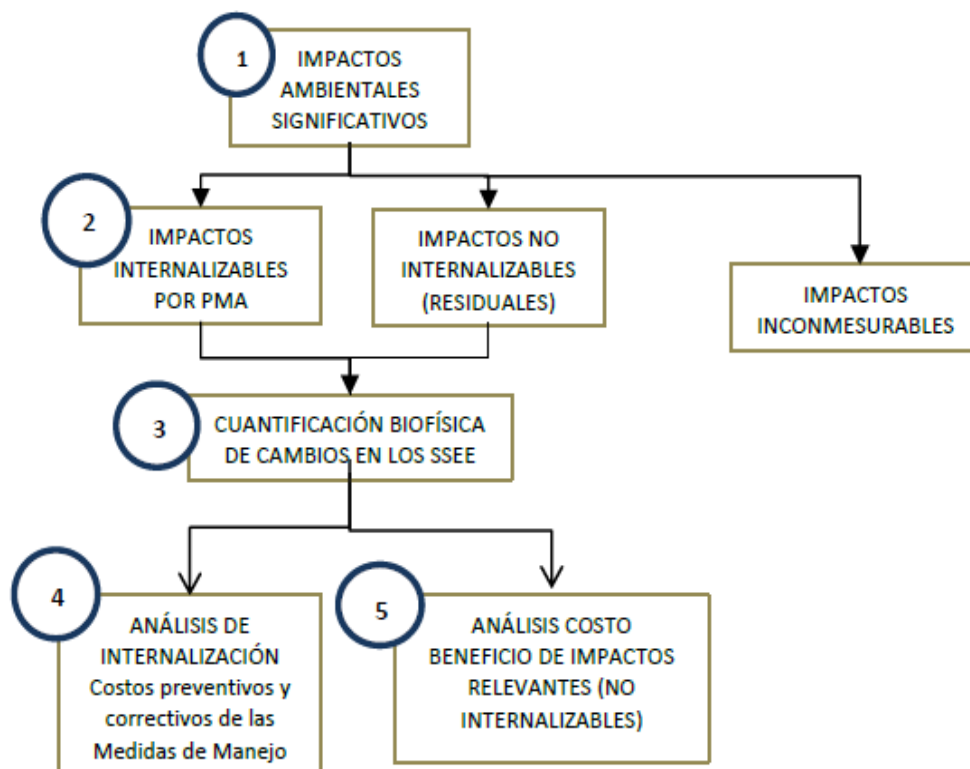 1
IMPACTOS
AMBIENTALES
SIGNIFICATIVOS
2
IMPACTOS
INTERNALIZABLES
POR PMA
IMPACTOS NO
INTERNALIZABLES
(RESIDUALES)
IMPACTOS
INCONMESURABLES
3
CUANTIFICACIÓN BIOFÍSICA
DE CAMBIOS EN LOS SSEE
4
ANÁLISIS DE
INTERNALIZACIÓN
Costos preventivos y
correctivos de las
Medidas de Manejo
5
ANÁLISIS COSTO
BENEFICIO DE IMPACTOS
RELEVANTES (NO
INTERNALIZABLES)